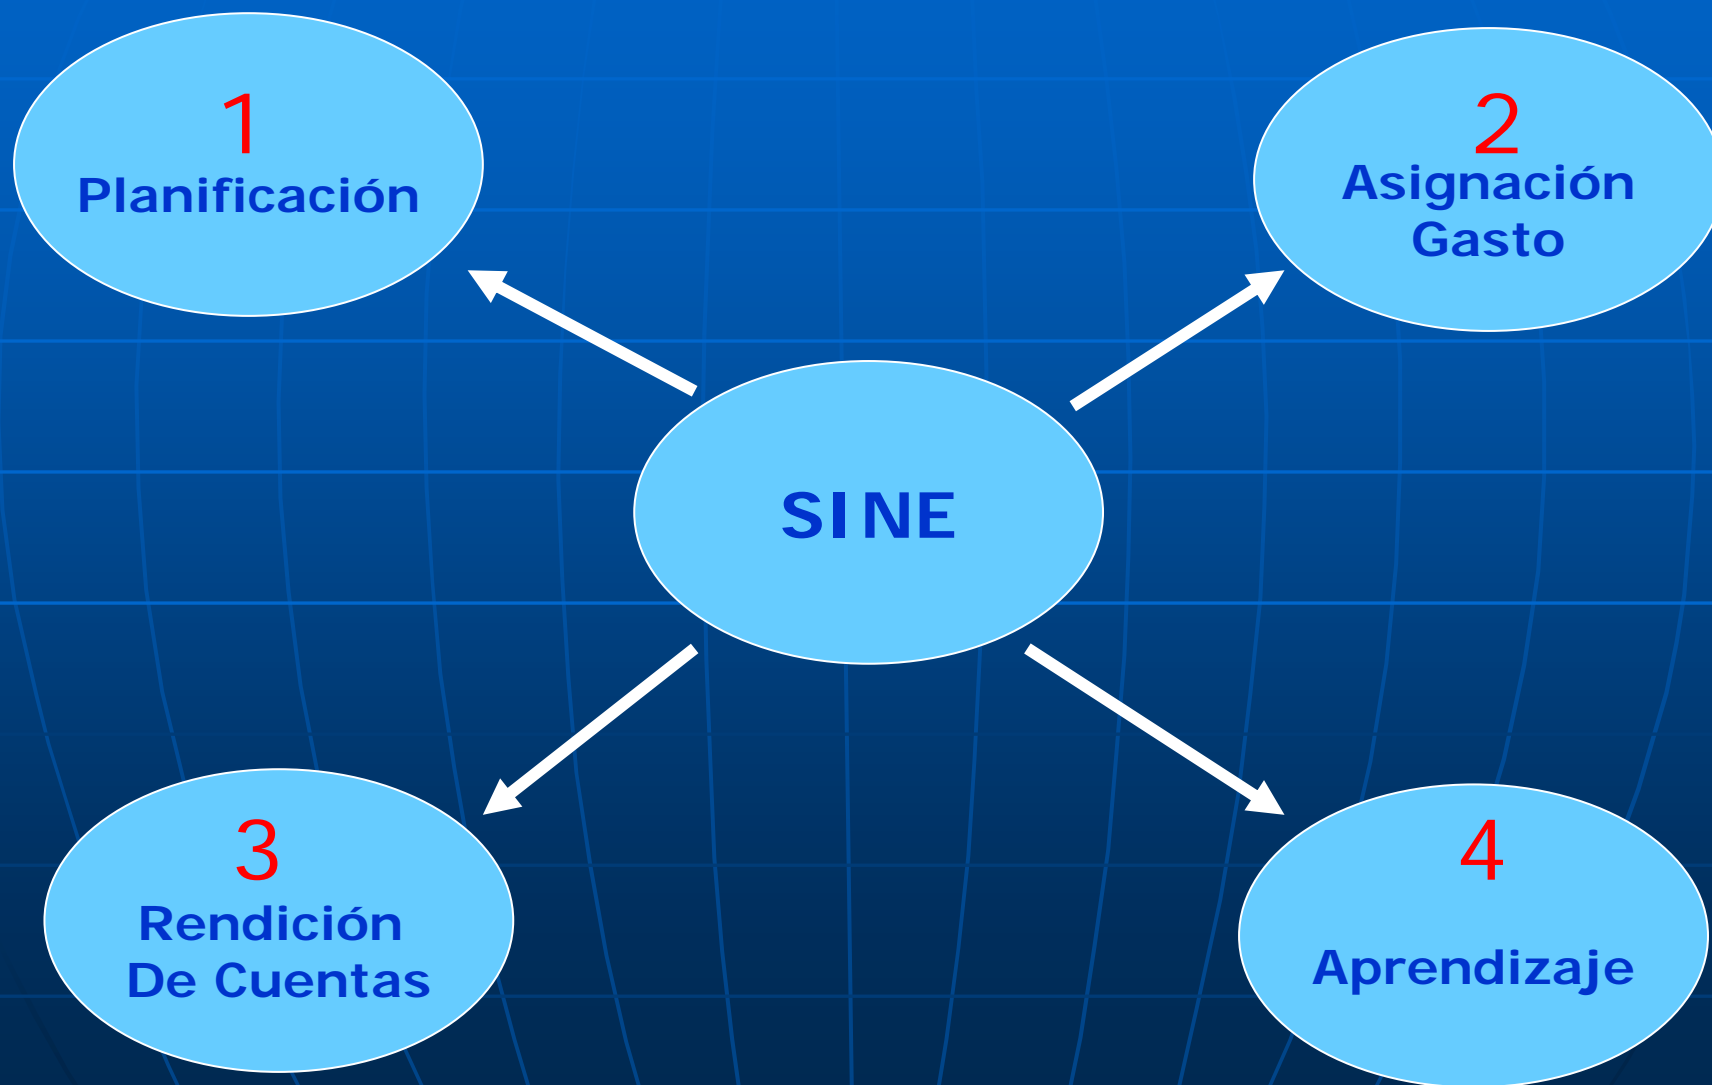 1
Planificación
2
Asignación
Gasto
SINE
3
Rendición
De Cuentas
4
Aprendizaje